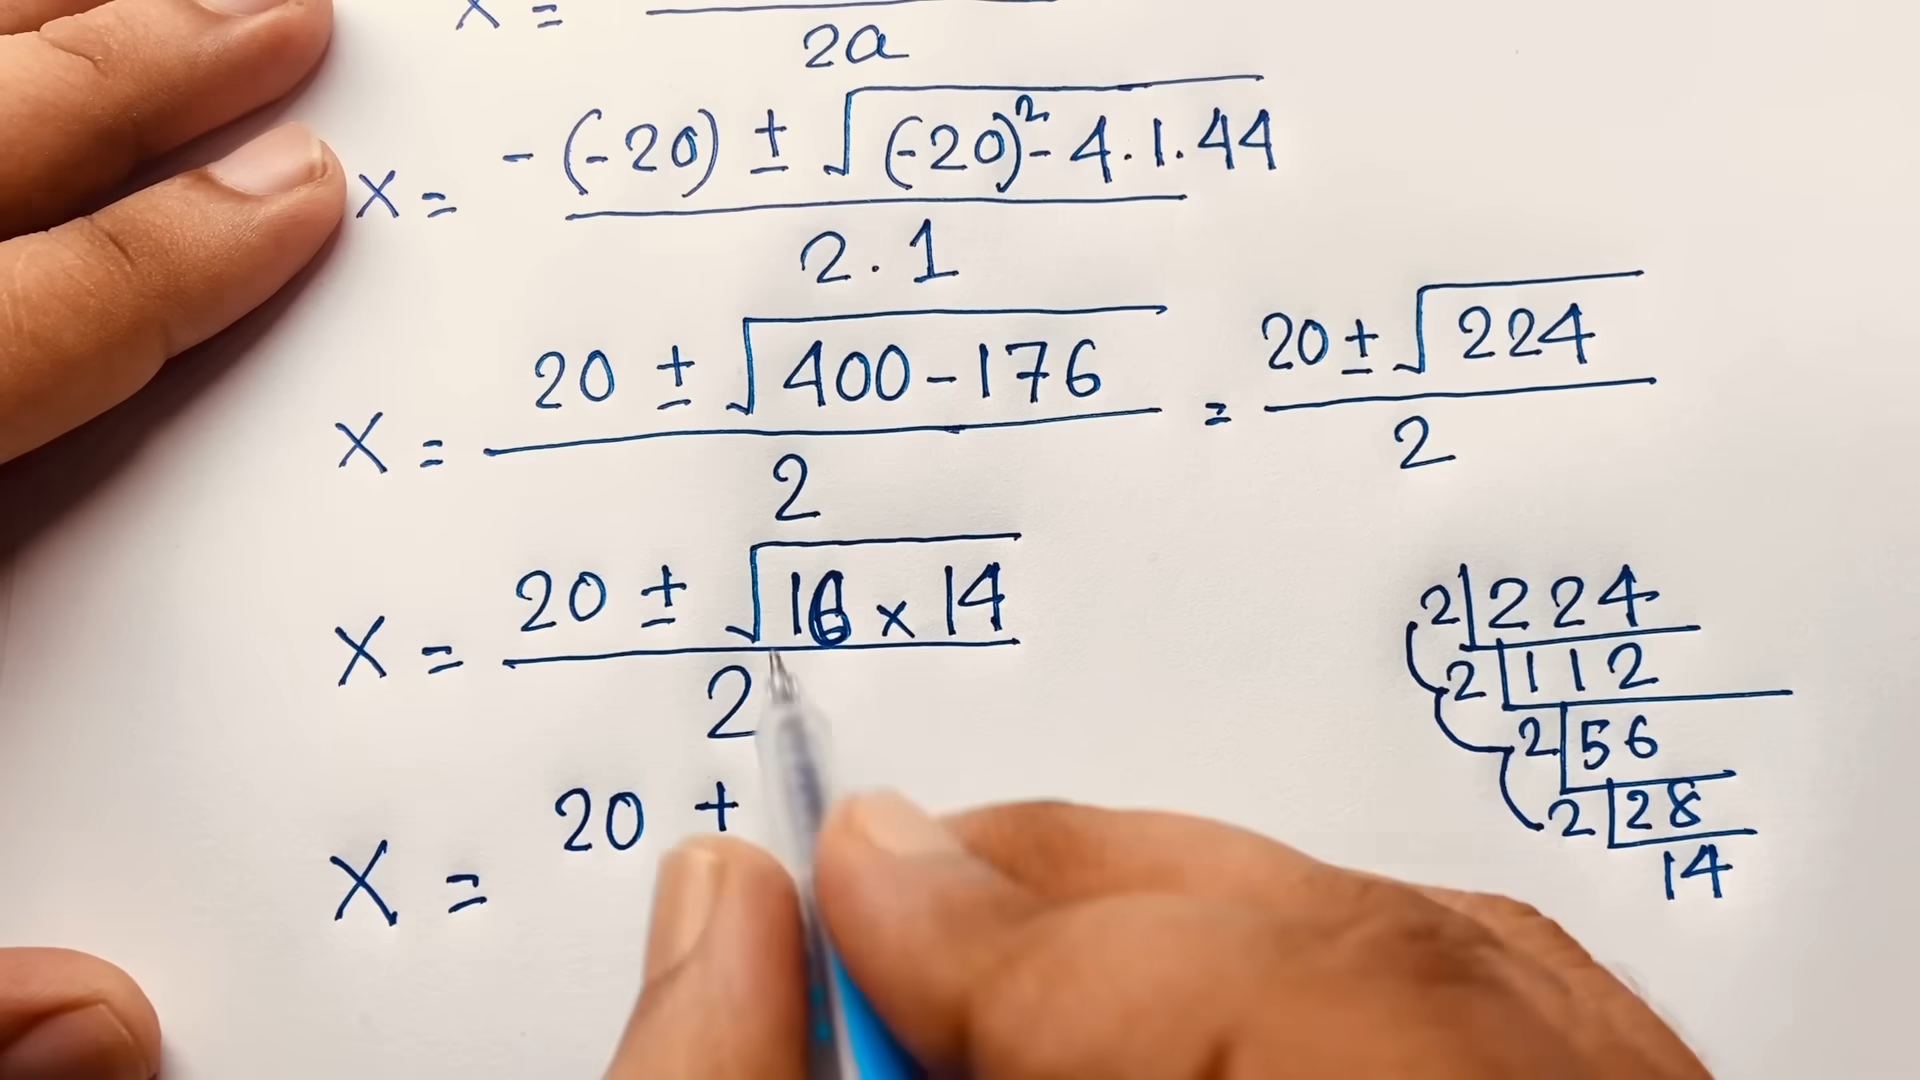 x =
2a
x = -(-20) ± √(-20)² - 4.1.44
2.1
x = 20 ± √400-176 / 2 = 20 ± √224 / 2
x = 20 ± √16 x 14 / 2
x = 20 +
2|224
2|112
2|56
2|28
14